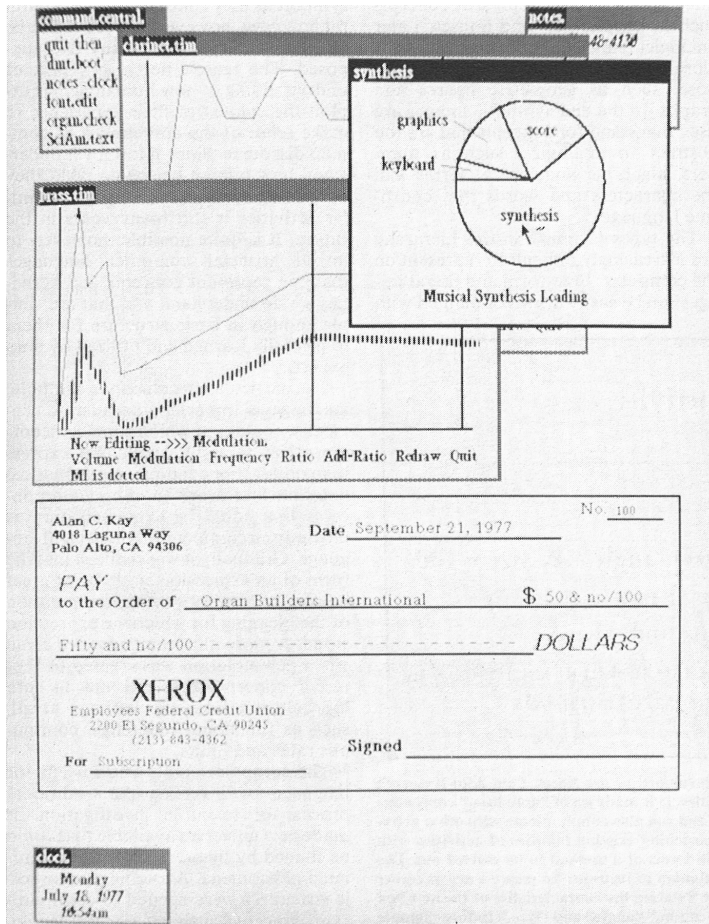 command.central.
quit then
dmt.boot
notes .clock
font.edit
organ.check
SciAm.text
clarinet.tim
notes.
synthesis
graphics
score
keyboard
synthesis
Musical Synthesis Loading
brass.tim
Now Editing -->>> Modulation.
Volume Modulation Frequency Ratio Add-Ratio Redraw Quit
MI is dotted
No. 100
Alan C. Kay
4018 Laguna Way
Palo Alto, CA 94306
Date September 21, 1977
PAY
to the Order of Organ Builders International $ 50 & no/100
Fifty and no/100 - - - - - - - - - - - - - - - - - - - - - - - - - - DOLLARS
XEROX
Employees Federal Credit Union
2200 El Segundo, CA 90245
(213) 843-4362
For Subscription
Signed
clock.
Monday
July 18, 1977
10:54am